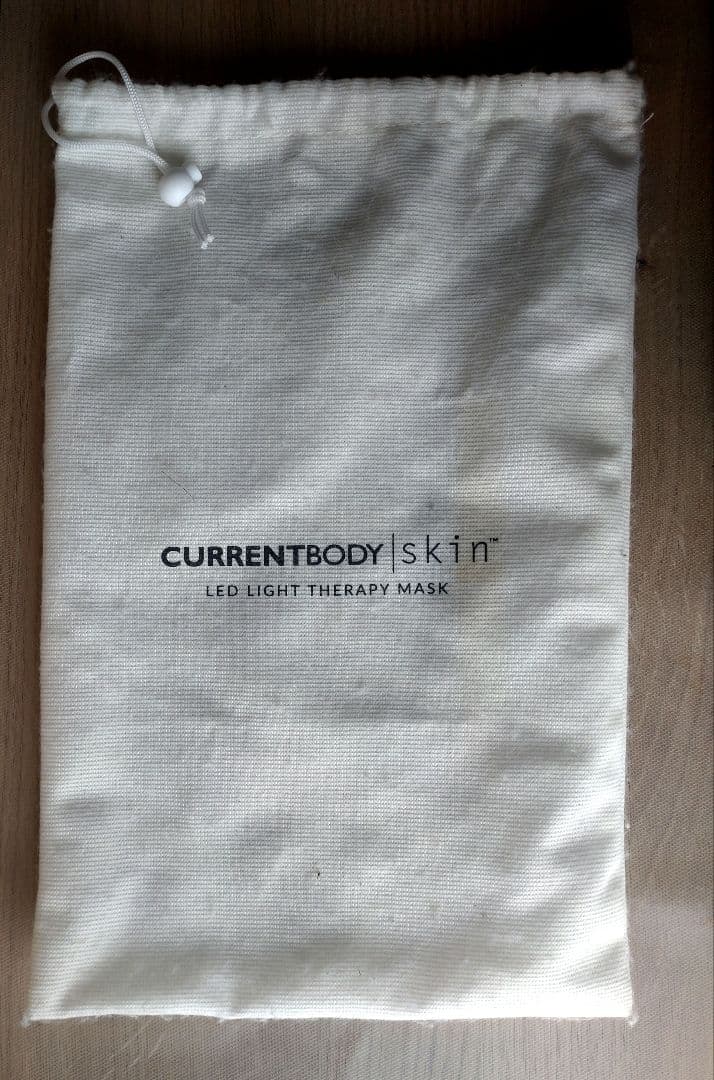 CURRENTBODY|skin™
LED LIGHT THERAPY MASK